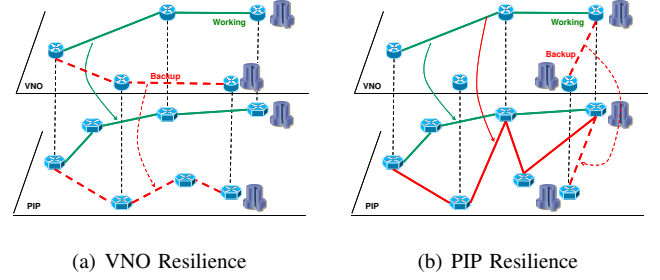 Working
Backup
VNO
PIP
Working
Backup
VNO
PIP
(a) VNO Resilience
(b) PIP Resilience